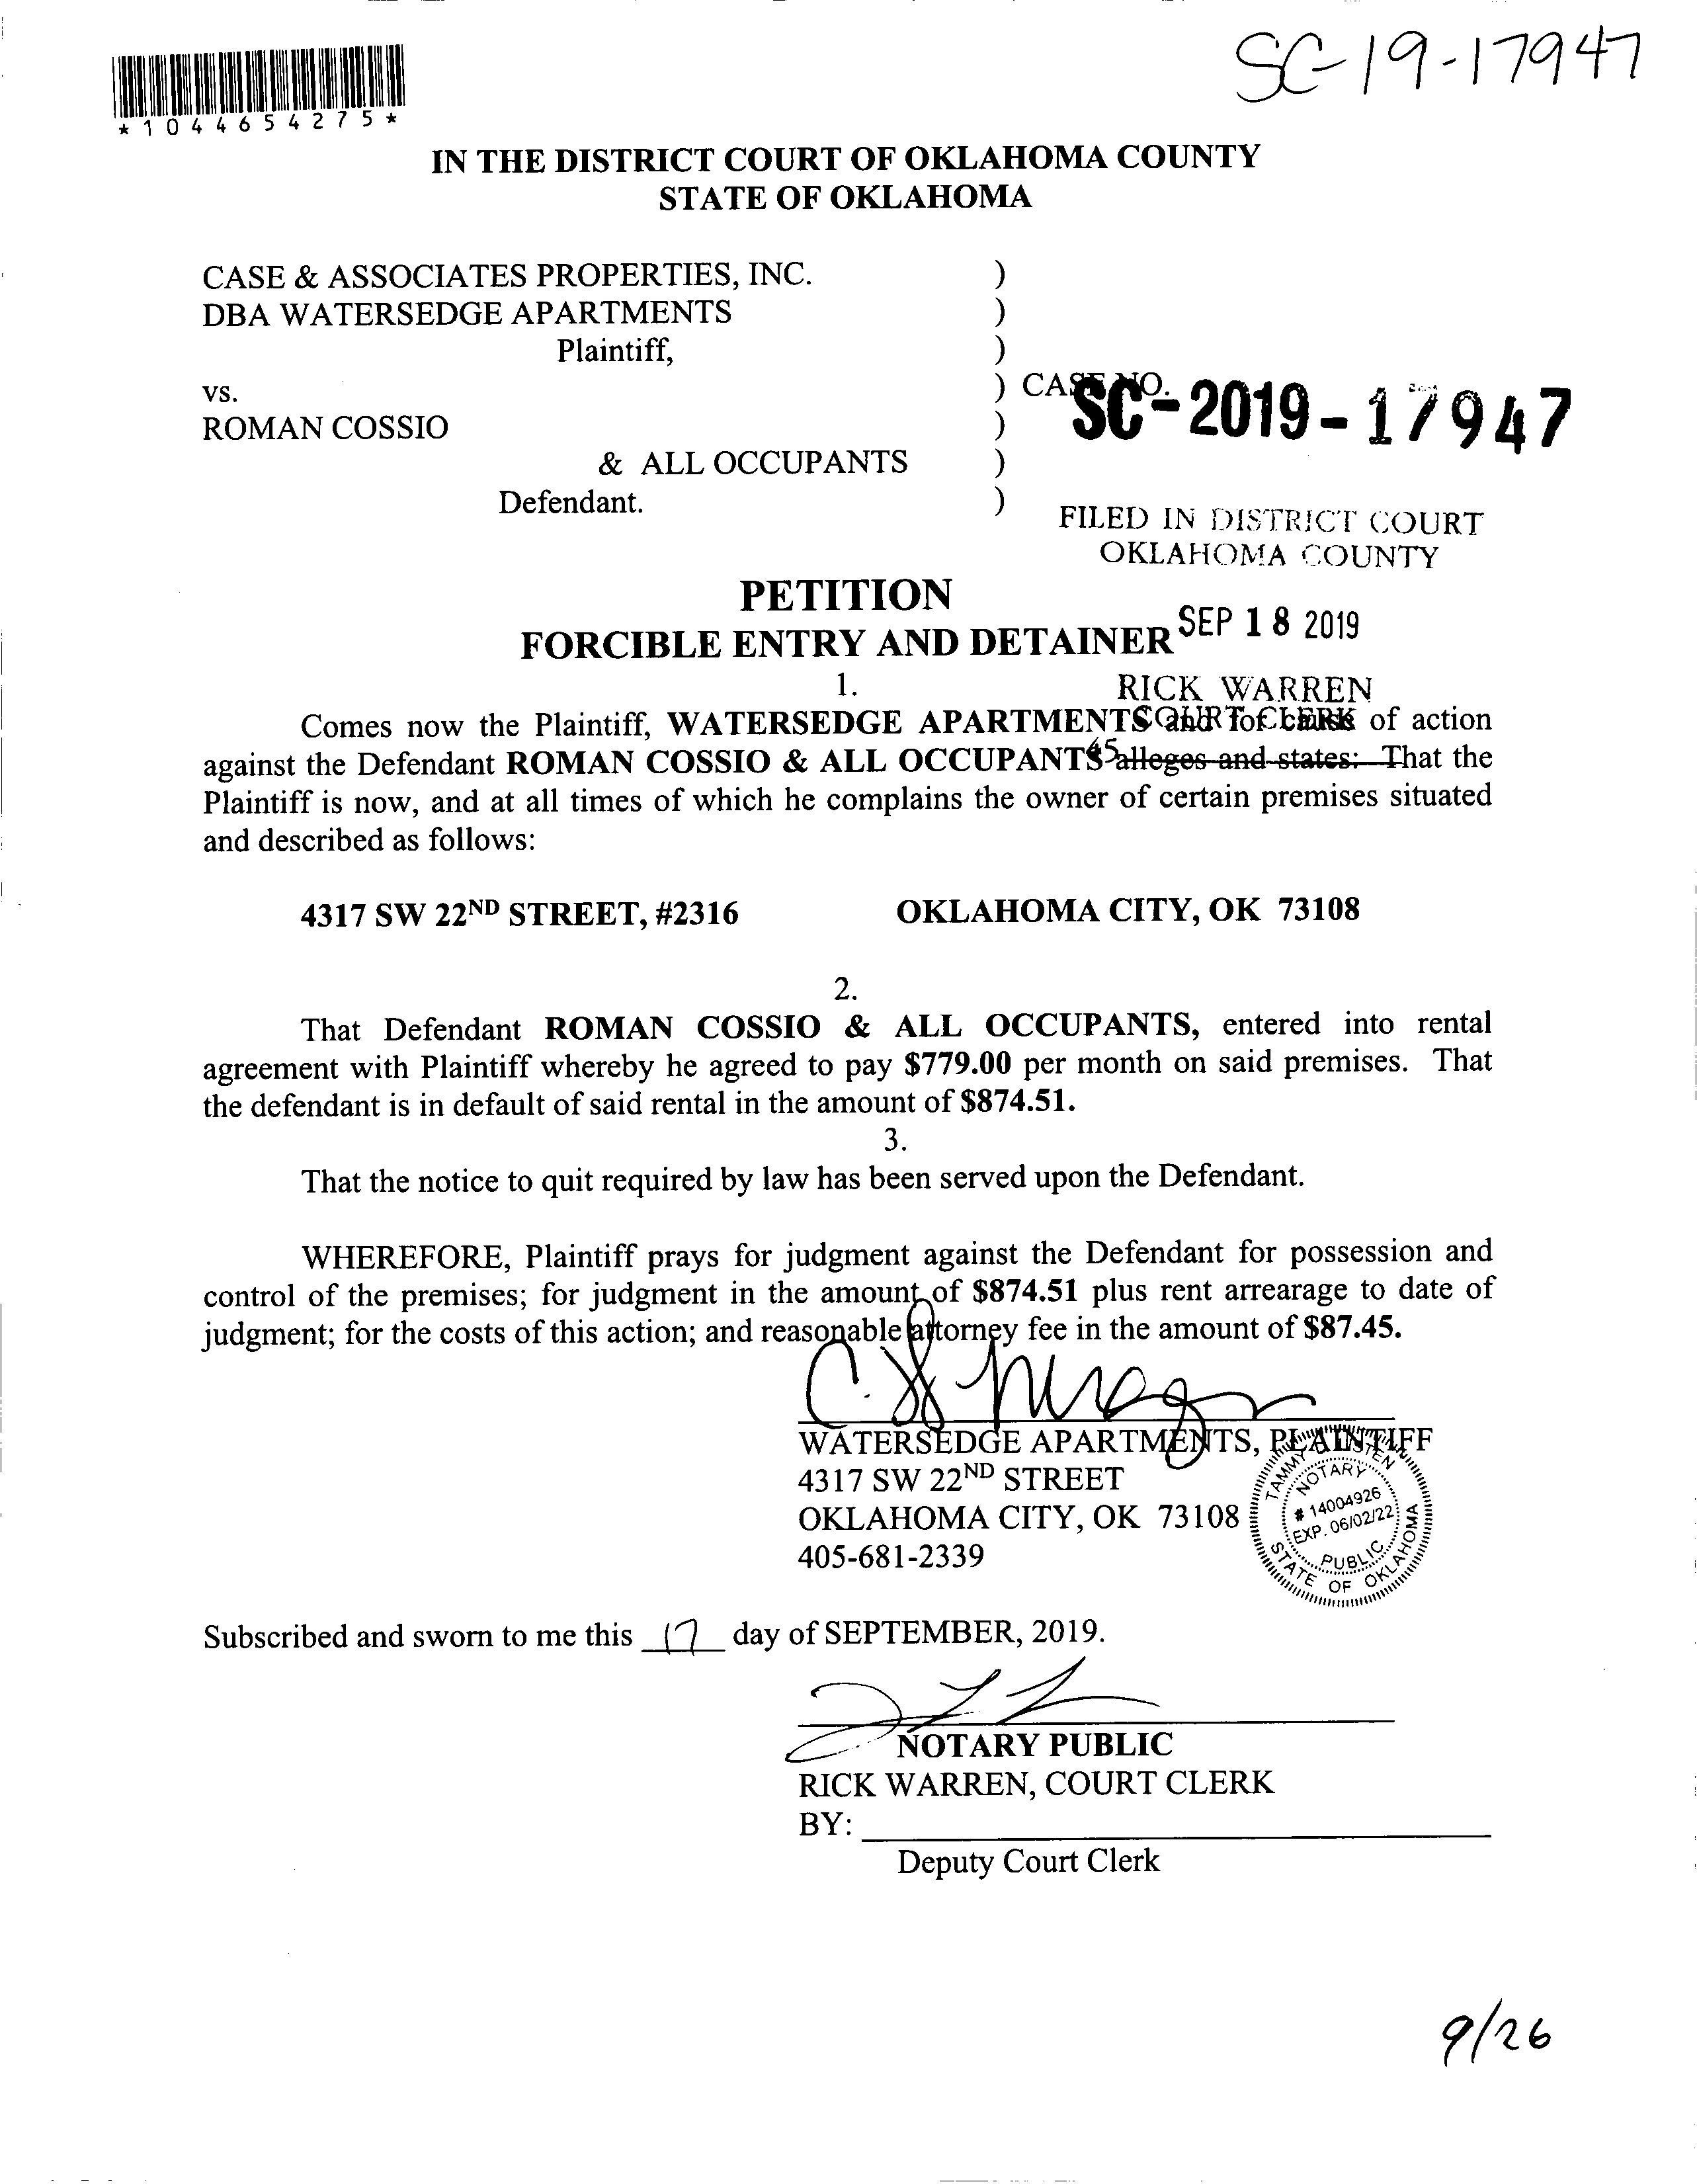 SC-19-17947
*1044654275*
IN THE DISTRICT COURT OF OKLAHOMA COUNTY
STATE OF OKLAHOMA
CASE & ASSOCIATES PROPERTIES, INC. )
DBA WATERSEDGE APARTMENTS )
Plaintiff, )
vs. ) CASE NO. SC-2019-17947
ROMAN COSSIO )
& ALL OCCUPANTS )
Defendant. )
FILED IN DISTRICT COURT
OKLAHOMA COUNTY
PETITION
FORCIBLE ENTRY AND DETAINER
SEP 18 2019
1.
RICK WARREN
COURT CLERK
Comes now the Plaintiff, WATERSEDGE APARTMENTS and for cause of action
against the Defendant ROMAN COSSIO & ALL OCCUPANTS alleges and states: That the
45
Plaintiff is now, and at all times of which he complains the owner of certain premises situated
and described as follows:
4317 SW 22ND STREET, #2316 OKLAHOMA CITY, OK 73108
2.
That Defendant ROMAN COSSIO & ALL OCCUPANTS, entered into rental
agreement with Plaintiff whereby he agreed to pay $779.00 per month on said premises. That
the defendant is in default of said rental in the amount of $874.51.
3.
That the notice to quit required by law has been served upon the Defendant.
WHEREFORE, Plaintiff prays for judgment against the Defendant for possession and
control of the premises; for judgment in the amount of $874.51 plus rent arrearage to date of
judgment; for the costs of this action; and reasonable attorney fee in the amount of $87.45.
WATERSEDGE APARTMENTS, PLAINTIFF
4317 SW 22ND STREET
OKLAHOMA CITY, OK 73108
405-681-2339
TAMMY
NOTARY
# 14004926
EXP. 06/02/22
PUBLIC
STATE OF OKLAHOMA
Subscribed and sworn to me this 17 day of SEPTEMBER, 2019.
NOTARY PUBLIC
RICK WARREN, COURT CLERK
BY:
Deputy Court Clerk
9/26